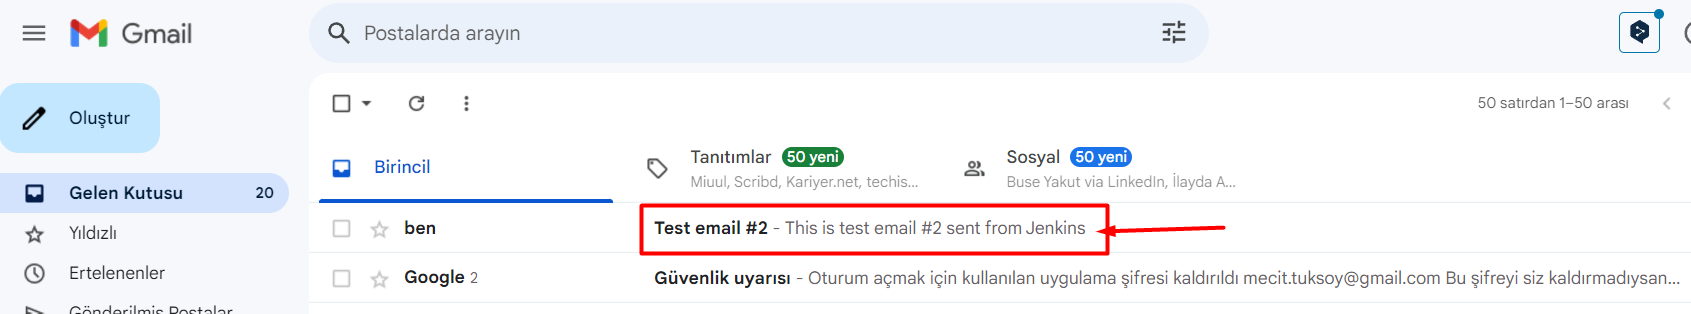 Gmail
Postalarda arayın
Oluştur
50 satırdan 1–50 arası
Birincil
Tanıtımlar 50 yeni
Miuul, Scribd, Kariyer.net, techis...
Sosyal 50 yeni
Buse Yakut via LinkedIn, İlayda A...
Gelen Kutusu 20
Yıldızlı
Ertelenenler
Gönderilmiş Postalar
ben Test email #2 - This is test email #2 sent from Jenkins
Google 2 Güvenlik uyarısı - Oturum açmak için kullanılan uygulama şifresi kaldırıldı mecit.tuksoy@gmail.com Bu şifreyi siz kaldırmadıysan...